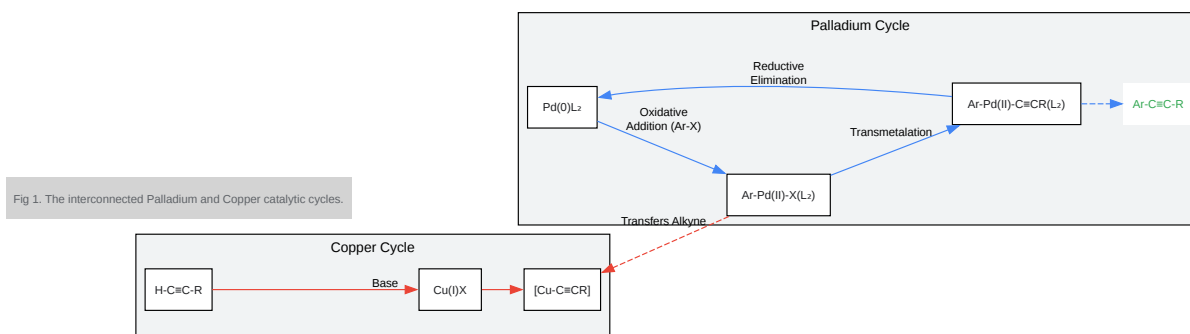 Palladium Cycle
Reductive
Elimination
Pd(0)L₂
Ar-Pd(II)-C≡CR(L₂)
Ar-C≡C-R
Oxidative
Addition (Ar-X)
Transmetalation
Ar-Pd(II)-X(L₂)
Fig 1. The interconnected Palladium and Copper catalytic cycles.
Transfers Alkyne
Copper Cycle
H-C≡C-R
Base
Cu(I)X
[Cu-C≡CR]